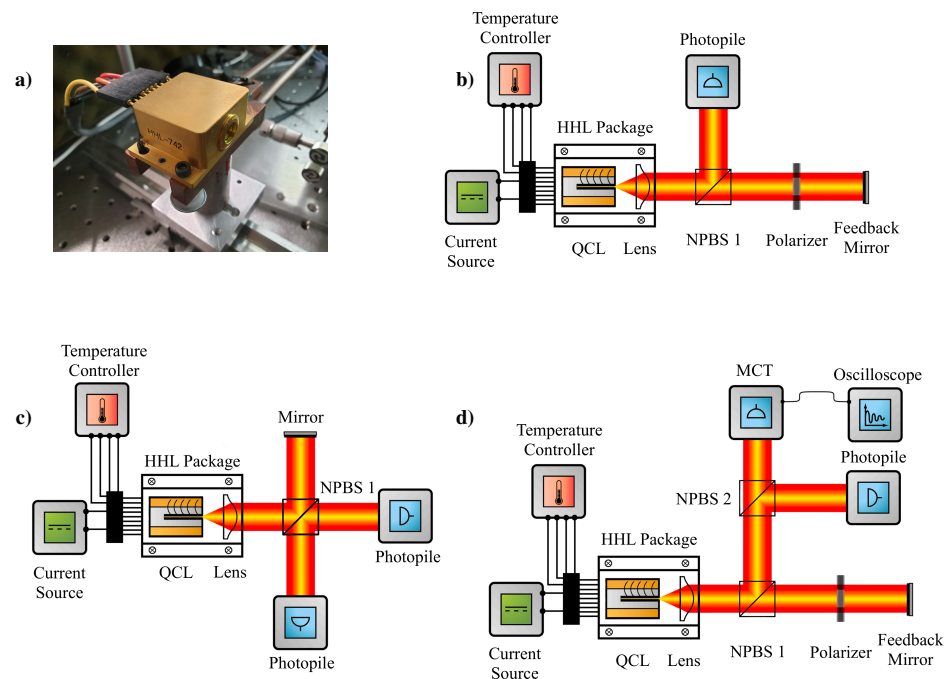 a)
HHL-742
b)
Temperature
Controller
Photopile
HHL Package
Current
Source
QCL
Lens
NPBS 1
Polarizer
Feedback
Mirror
c)
Temperature
Controller
Mirror
HHL Package
NPBS 1
Photopile
Current
Source
QCL
Lens
Photopile
d)
MCT
Oscilloscope
Temperature
Controller
Photopile
NPBS 2
HHL Package
Current
Source
QCL
Lens
NPBS 1
Polarizer
Feedback
Mirror